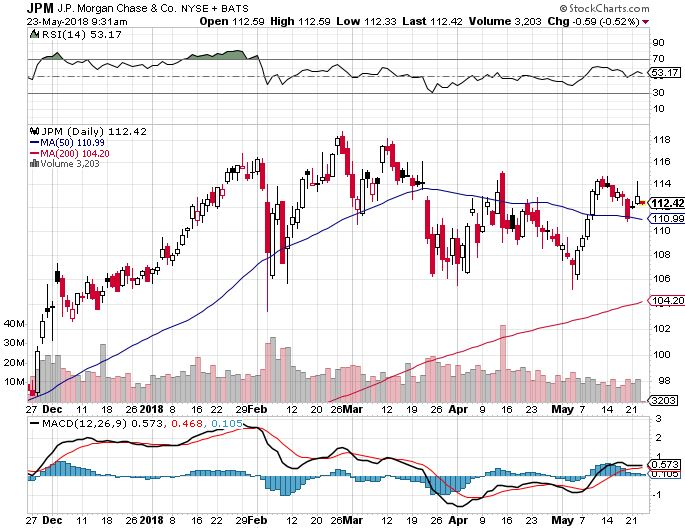 JPM J.P. Morgan Chase & Co. NYSE + BATS © StockCharts.com
23-May-2018 9:31am Open 112.59 High 112.59 Low 112.33 Last 112.42 Volume 3,203 Chg -0.59 (-0.52%)
RSI(14) 53.17
90
70
53.17
30
10
JPM (Daily) 112.42
MA(50) 110.99
MA(200) 104.20
Volume 3,203
118
116
114
112.42
110.99
110
108
106
104.20
102
100
98
3203
40M
30M
20M
10M
27 Dec 11 18 26 2018 8 16 22 29 Feb 12 20 26 Mar 12 19 26 Apr 9 16 23 May 7 14 21
MACD(12,26,9) 0.573, 0.468, 0.105
3
2
1
0.573
0.105
-1
27 Dec 11 18 26 2018 8 16 22 29 Feb 12 20 26 Mar 12 19 26 Apr 9 16 23 May 7 14 21